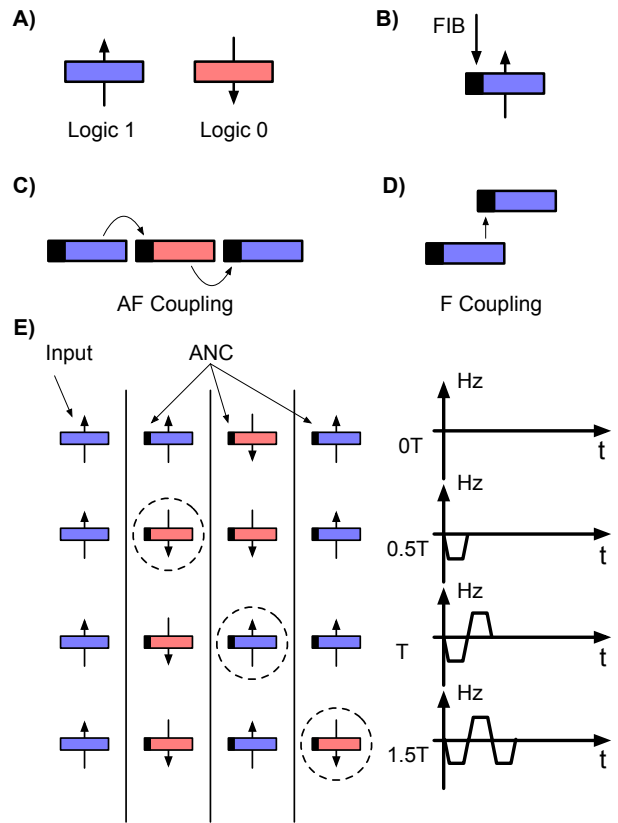 A)
B)
FIB
Logic 1
Logic 0
C)
D)
AF Coupling
F Coupling
E)
Input
ANC
Hz
0T
t
Hz
0.5T
t
Hz
T
t
Hz
1.5T
t